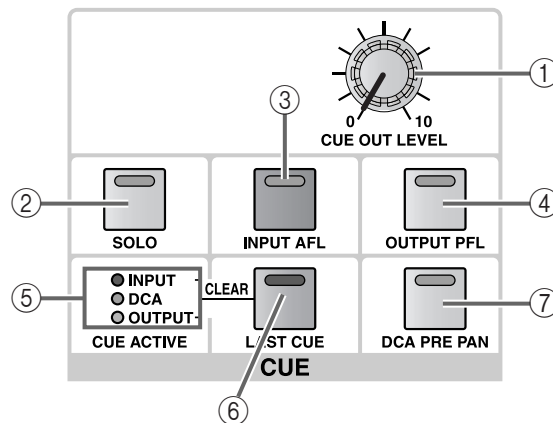 ①
0 10
CUE OUT LEVEL
③
② ④
SOLO INPUT AFL OUTPUT PFL
⑤ INPUT CLEAR ⑦
DCA
OUTPUT
CUE ACTIVE LAST CUE DCA PRE PAN
CUE
⑥